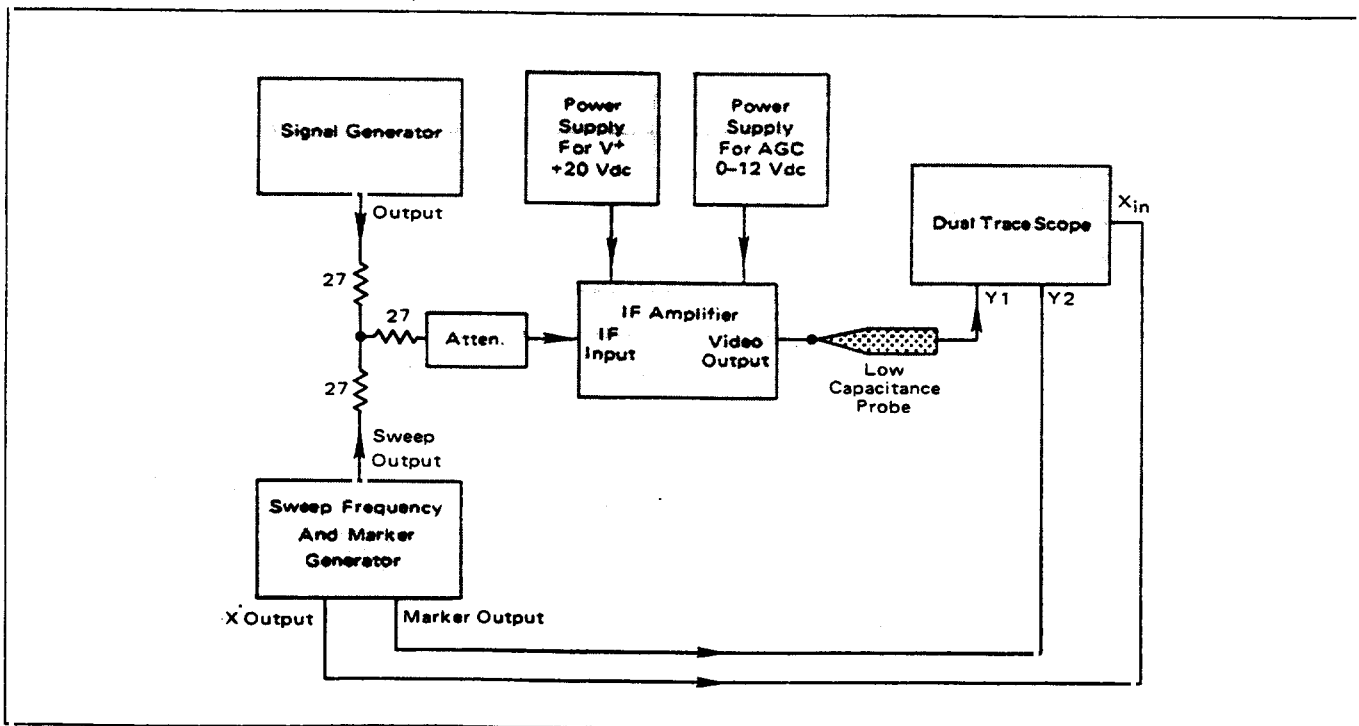 Signal Generator
Output
27
27
27
Atten.
Power
Supply
For V+
+20 Vdc
Power
Supply
For AGC
0–12 Vdc
IF Amplifier
IF
Input
Video
Output
Low
Capacitance
Probe
Dual Trace Scope
Xin
Y1
Y2
Sweep
Output
Sweep Frequency
And Marker
Generator
X Output
Marker Output